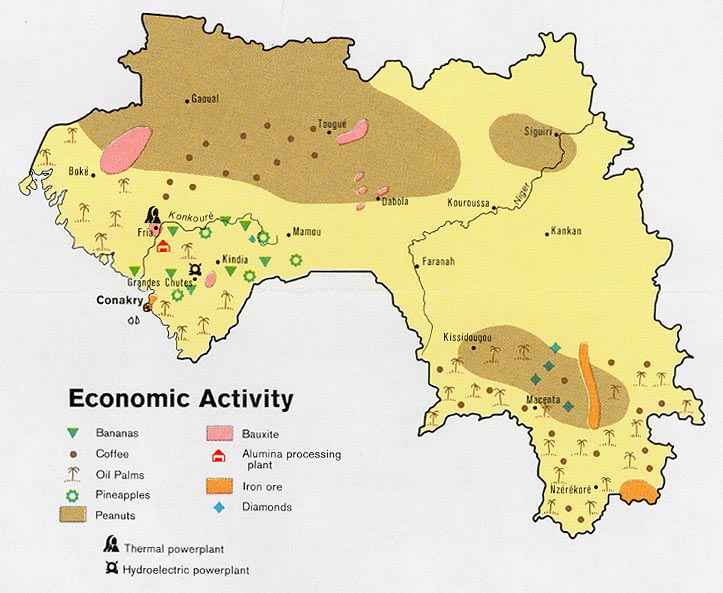 Gaoual
Tougué
Siguiri
Boké
Dabola
Kouroussa
Niger
Konkouré
Fria
Mamou
Kankan
Kindia
Faranah
Grandes Chutes
Conakry
Kissidougou
Macenta
Nzérékoré
Economic Activity
Bananas
Coffee
Oil Palms
Pineapples
Peanuts
Bauxite
Alumina processing
plant
Iron ore
Diamonds
Thermal powerplant
Hydroelectric powerplant